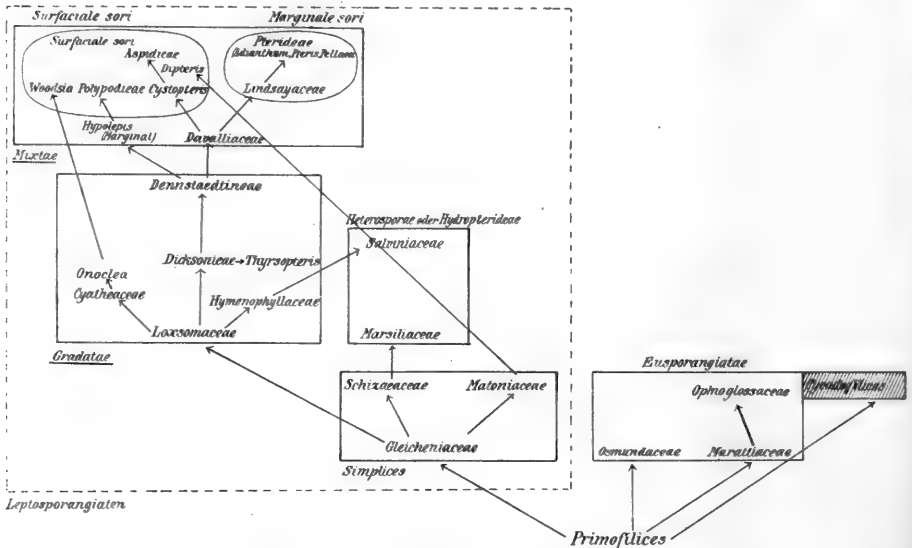 Surfaciale sori
Marginale sori
Surfaciale sori
Aspidieae
Dipteris
Woodsia Polypodieae Cystopteris
Pterideae
(Adiantham, Pteris, Pellaea)
Lindsayaceae
Hypolepis
(Marginal)
Davalliaceae
Mixtae
Dennstaedtineae
Heterosporae oder Hydropterideae
Salviniaceae
Dicksonieae→Thyrsopteris
Onoclea
Cyatheaceae
Hymenophyllaceae
Loxsomaceae
Marsiliaceae
Gradatae
Eusporangiatae
Schizaeaceae
Matoniaceae
Ophioglossaceae
Cycadofilices
Gleicheniaceae
Osmundaceae
Marattiaceae
Simplices
Leptosporangiaten
Primofilices